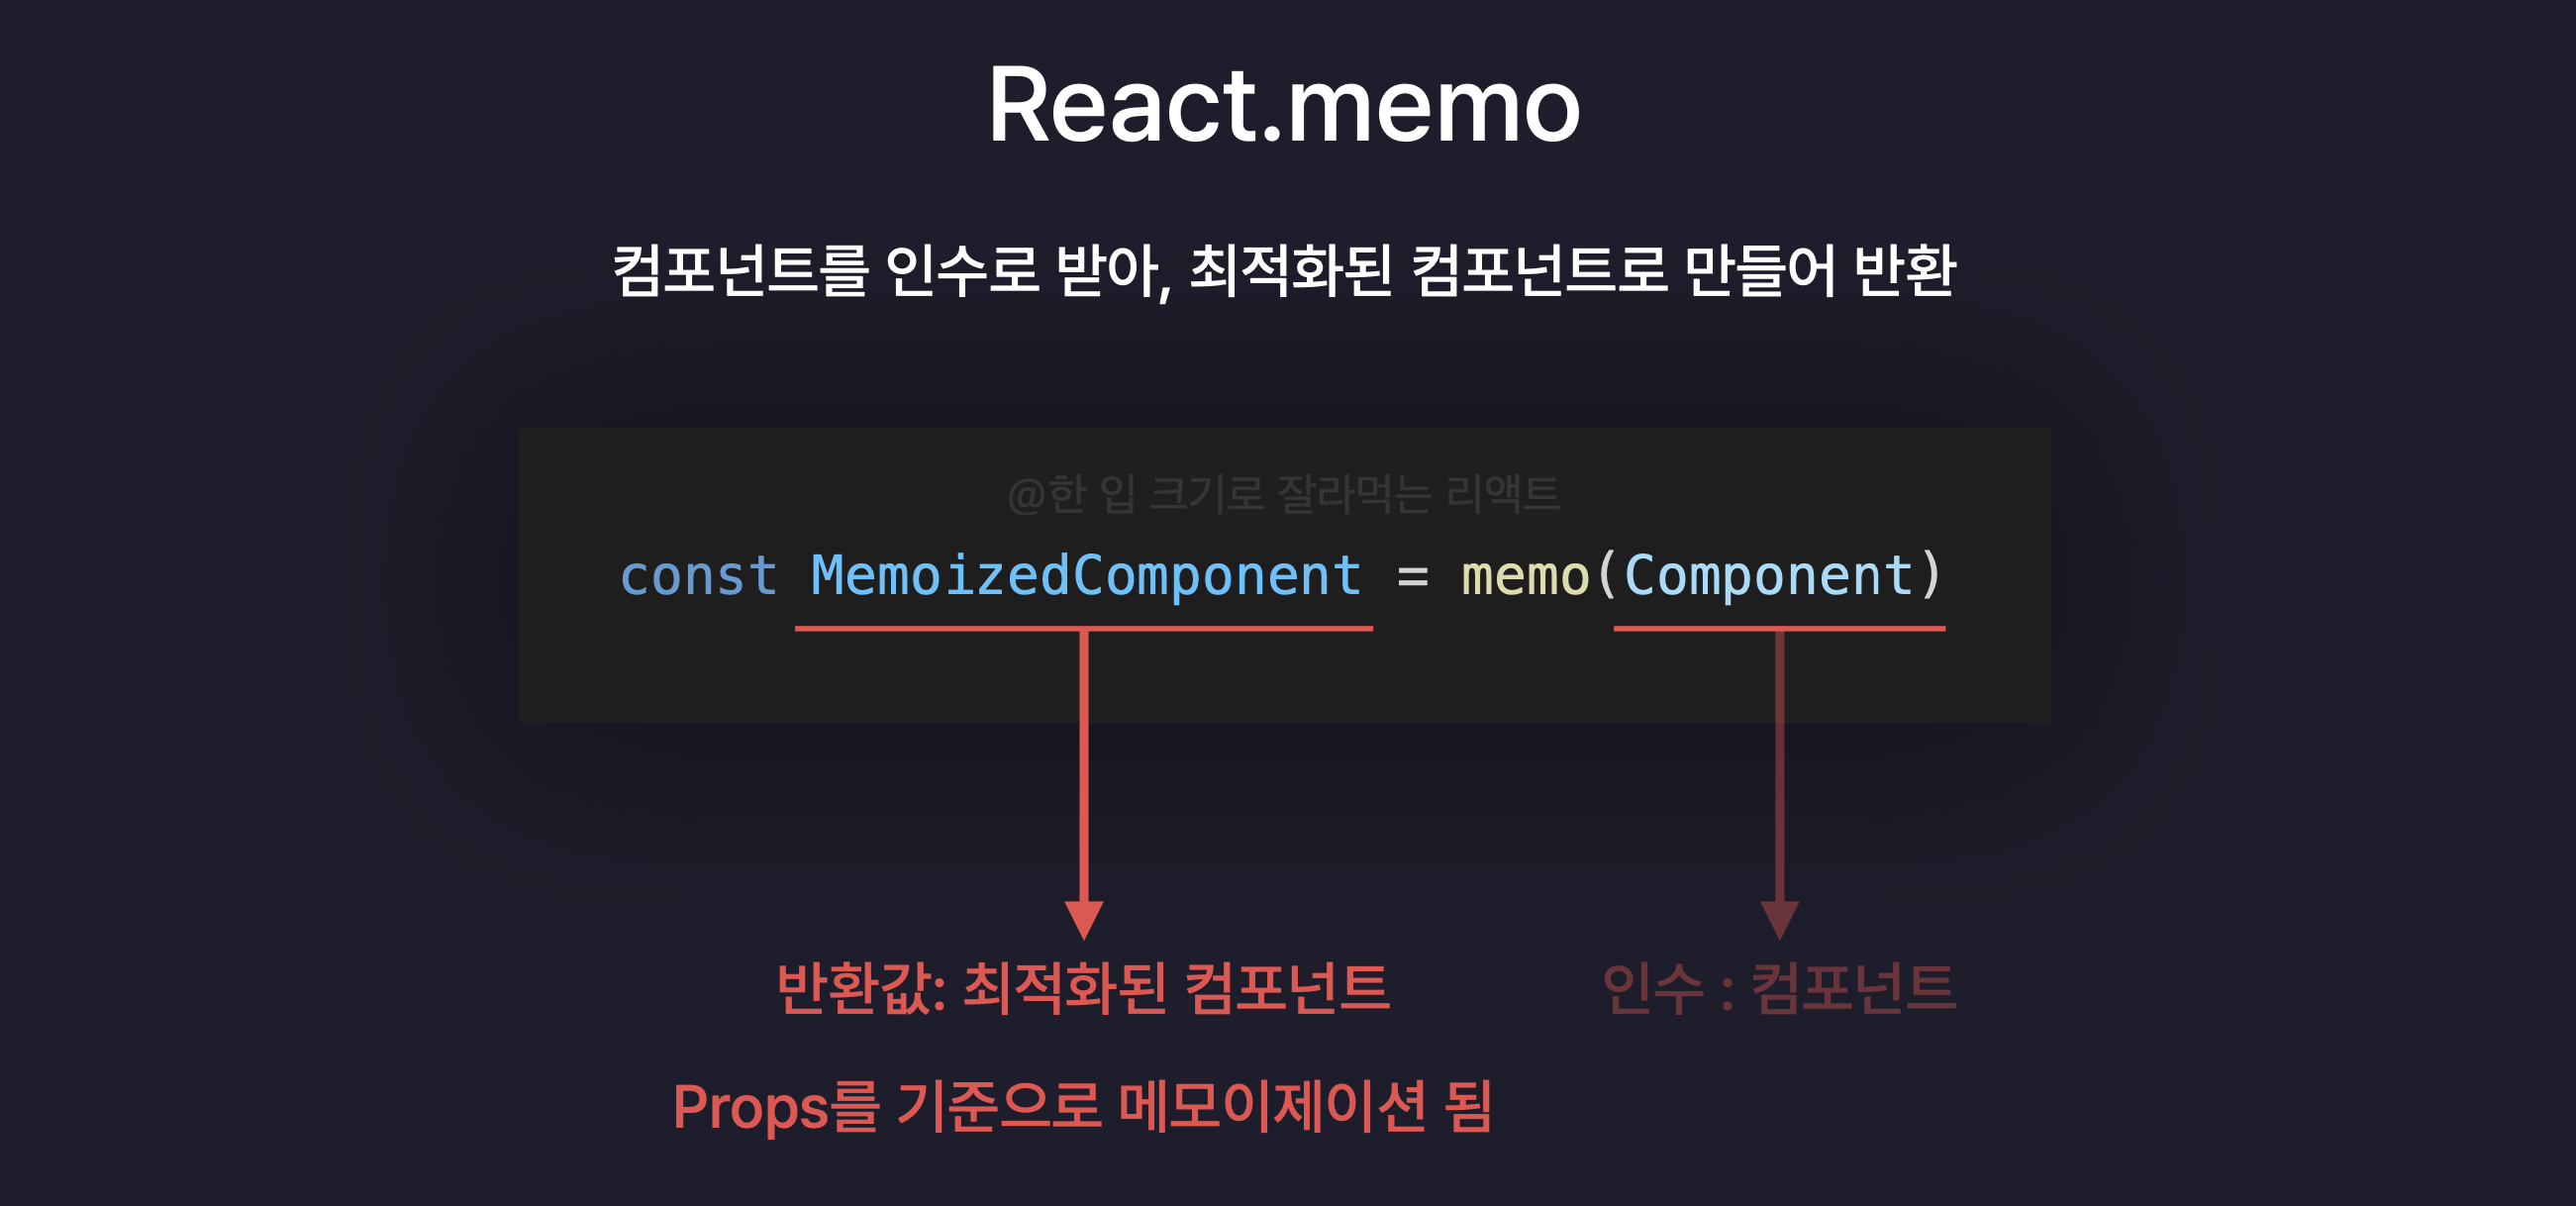 React.memo
컴포넌트를 인수로 받아, 최적화된 컴포넌트로 만들어 반환
@한 입 크기로 잘라먹는 리액트
const MemoizedComponent = memo(Component)
반환값: 최적화된 컴포넌트
인수 : 컴포넌트
Props를 기준으로 메모이제이션 됨